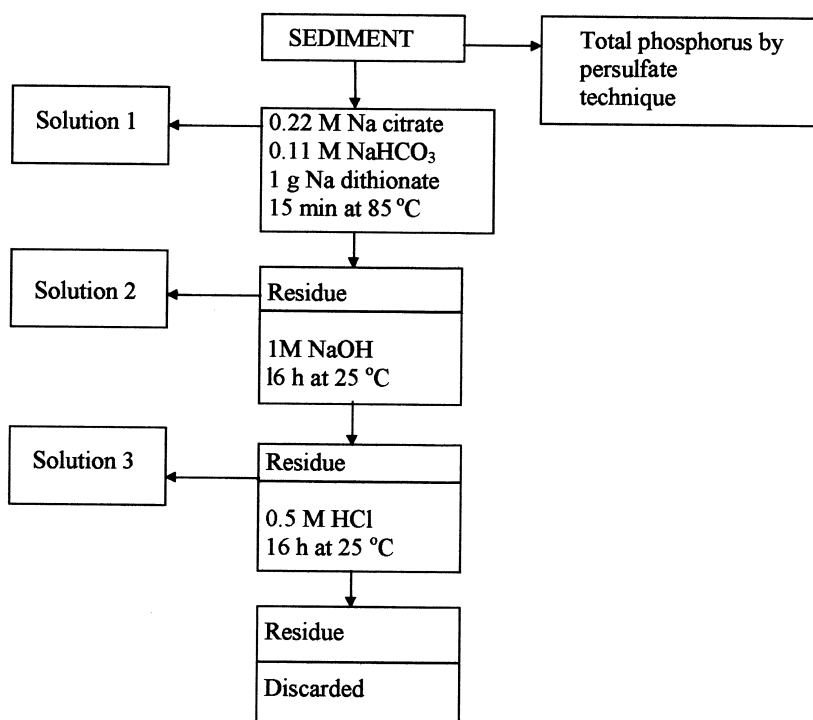 SEDIMENT
Total phosphorus by
persulfate
technique
Solution 1
0.22 M Na citrate
0.11 M NaHCO₃
1 g Na dithionate
15 min at 85 °C
Solution 2
Residue
1M NaOH
l6 h at 25 °C
Solution 3
Residue
0.5 M HCl
16 h at 25 °C
Residue
Discarded